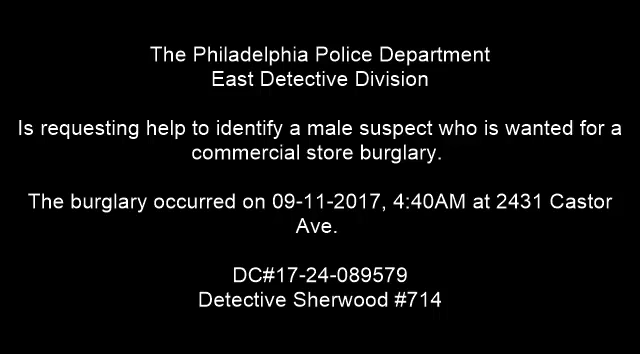 The Philadelphia Police Department
East Detective Division
Is requesting help to identify a male suspect who is wanted for a
commercial store burglary.
The burglary occurred on 09-11-2017, 4:40AM at 2431 Castor
Ave.
DC#17-24-089579
Detective Sherwood #714